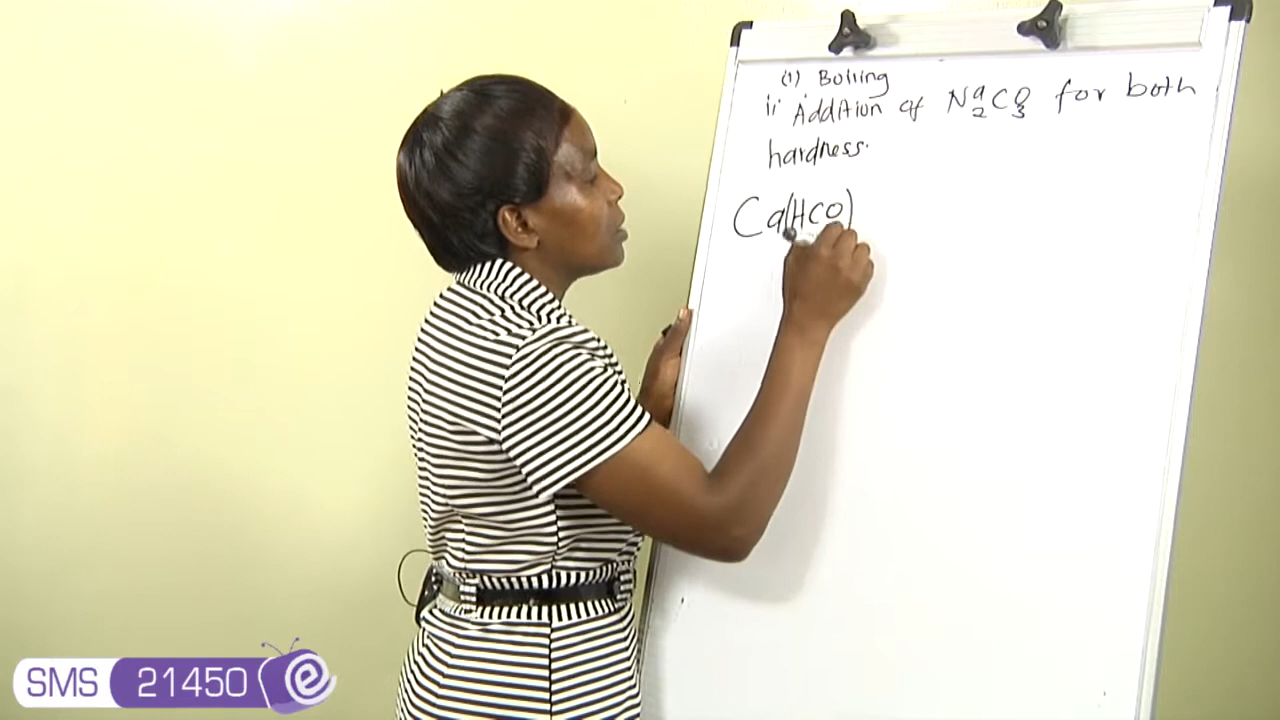 (1) Boiling
ii Addition of Na2CO3 for both
hardness.
Ca(HCO)
SMS 21450 e